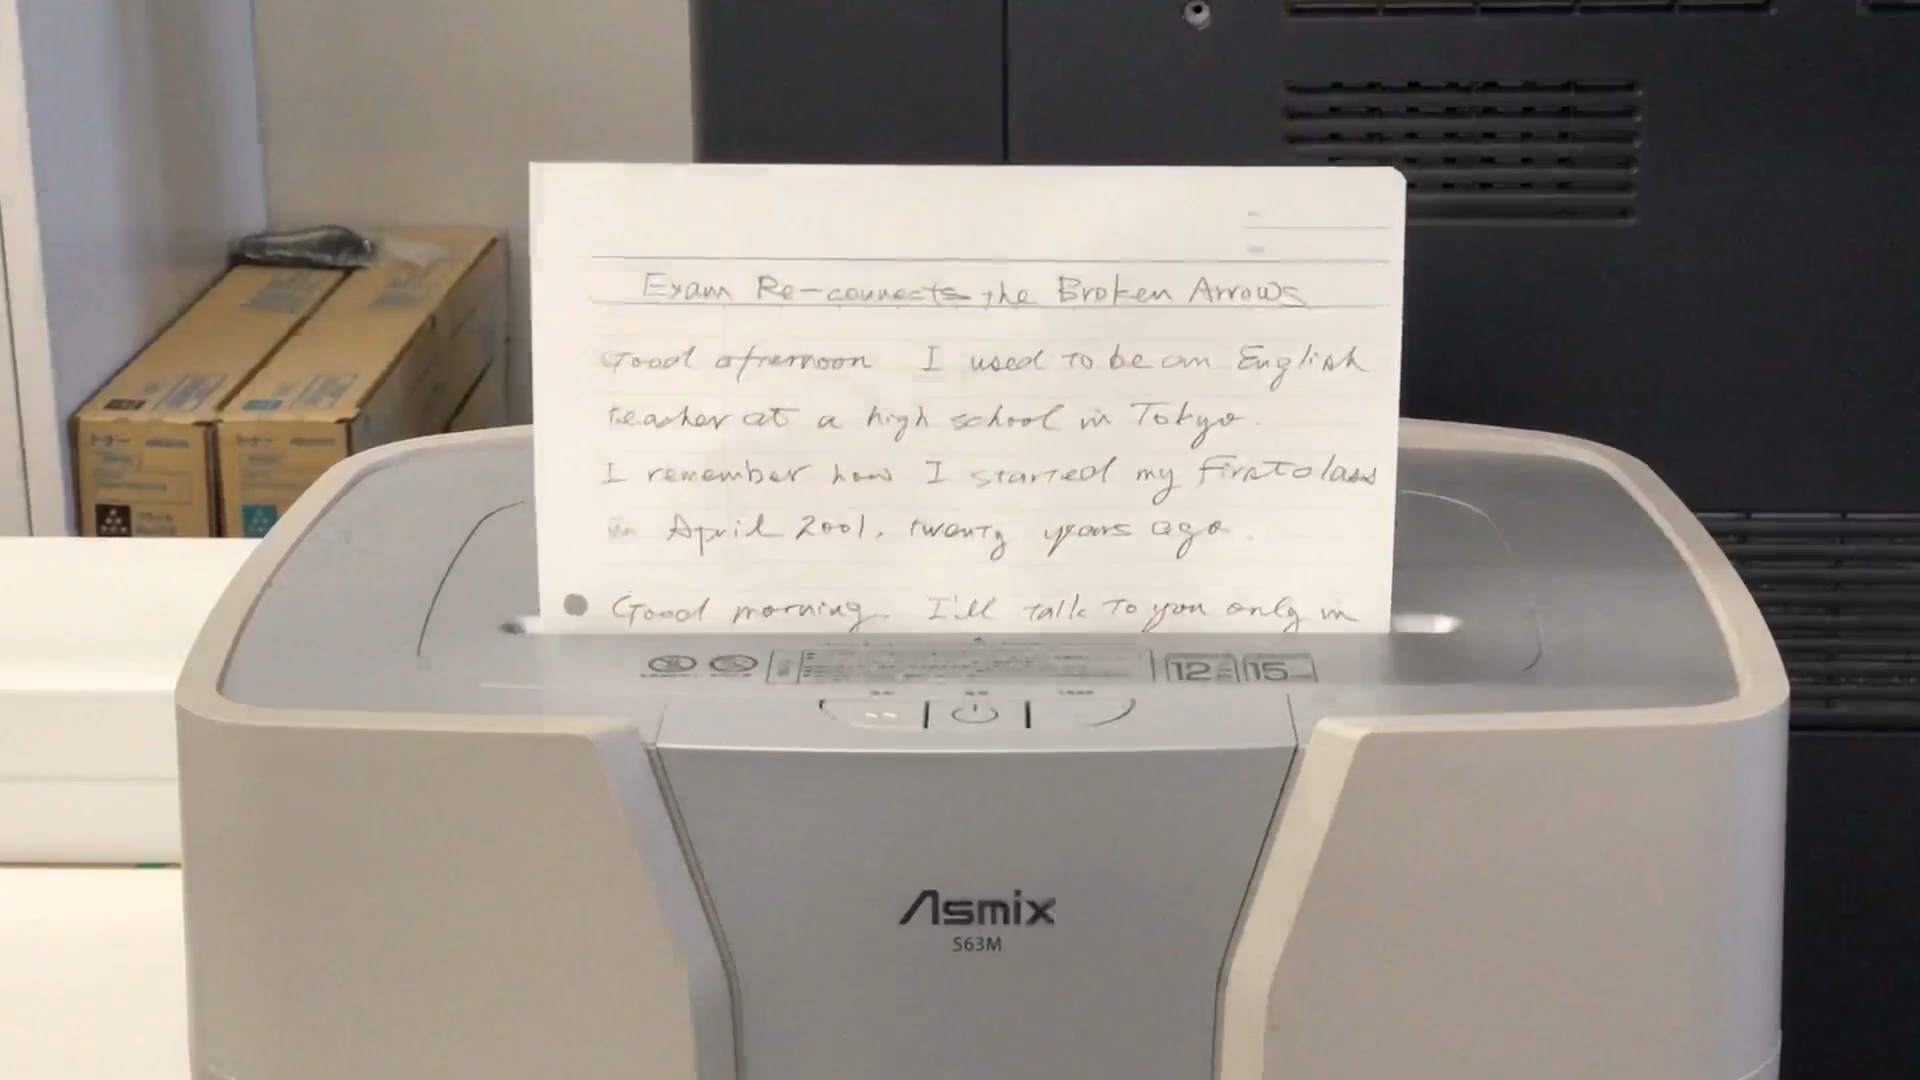 Exam Re-connects the Broken Arrows
Good afternoon I used to be an English
teacher at a high school in Tokyo.
I remember how I started my first class
in April 2001, twenty years ago.
Good morning. I'll talk to you only in
12 15
Asmix
S63M